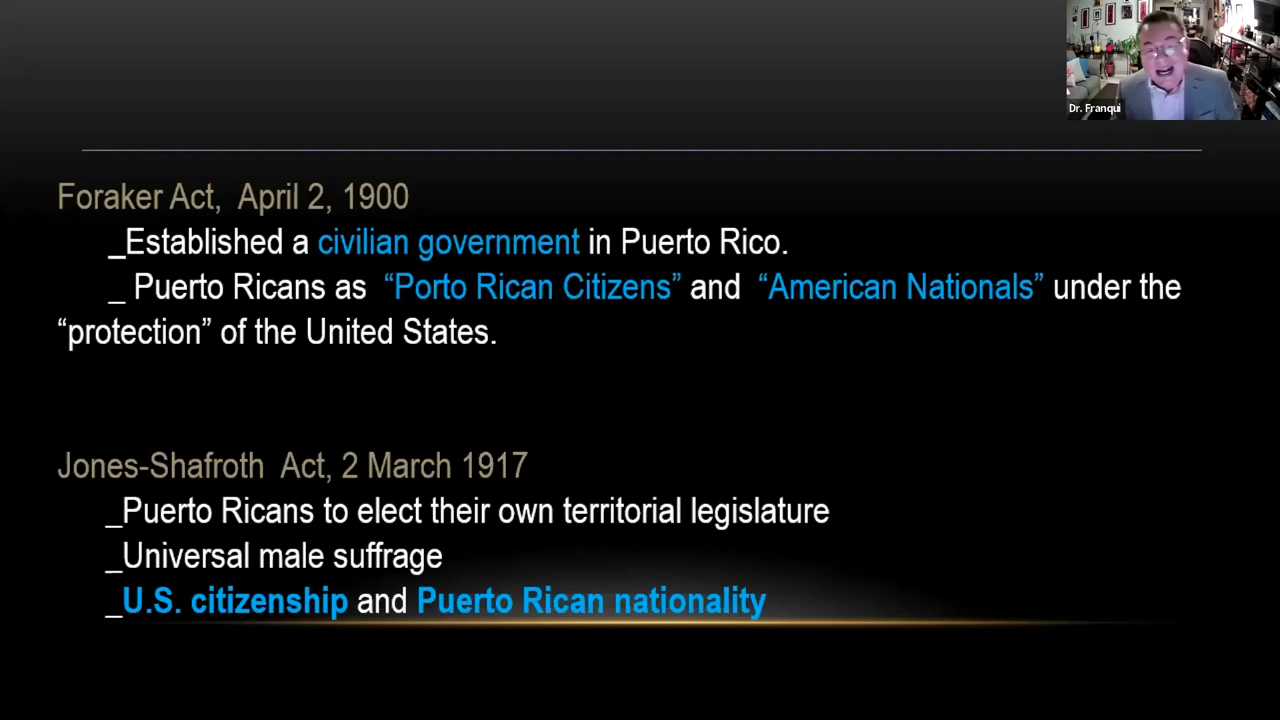 Dr. Franqui
Foraker Act,  April 2, 1900
_Established a civilian government in Puerto Rico.
_ Puerto Ricans as  “Porto Rican Citizens” and  “American Nationals” under the
“protection” of the United States.
Jones-Shafroth  Act, 2 March 1917
_Puerto Ricans to elect their own territorial legislature
_Universal male suffrage
_U.S. citizenship and Puerto Rican nationality